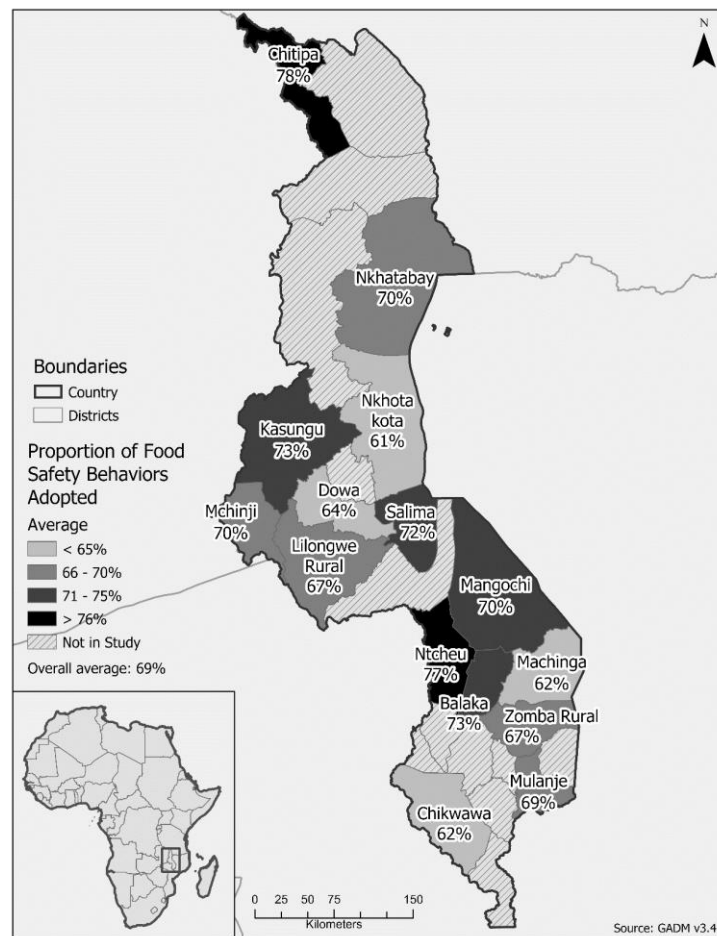 N
Chitipa
78%
Nkhatabay
70%
Boundaries
Country
Districts
Nkhota
kota
61%
Kasungu
73%
Proportion of Food
Safety Behaviors
Adopted
Average
< 65%
66 - 70%
71 - 75%
> 76%
Not in Study
Overall average: 69%
Dowa
64%
Mchinji
70%
Salima
72%
Lilongwe
Rural
67%
Mangochi
70%
Ntcheu
77%
Machinga
62%
Balaka
73%
Zomba Rural
67%
Mulanje
69%
Chikwawa
62%
0 25 50 75 100 150
Kilometers
Source: GADM v3.4